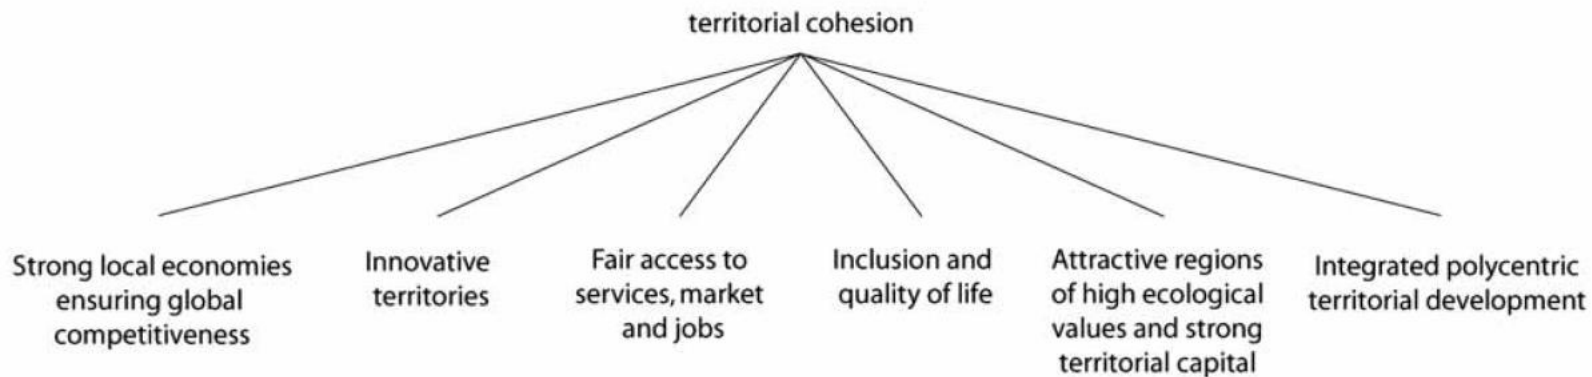 territorial cohesion
Strong local economies
ensuring global
competitiveness
Innovative
territories
Fair access to
services, market
and jobs
Inclusion and
quality of life
Attractive regions
of high ecological
values and strong
territorial capital
Integrated polycentric
territorial development